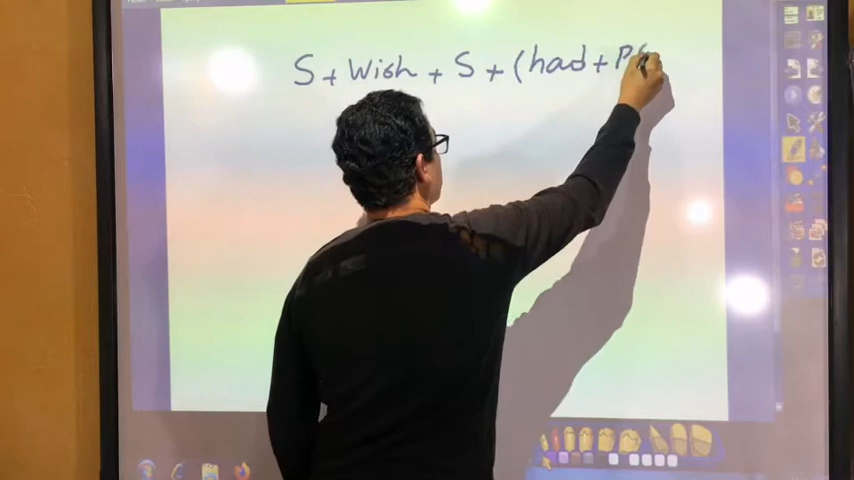 S + Wish + S + (had + P